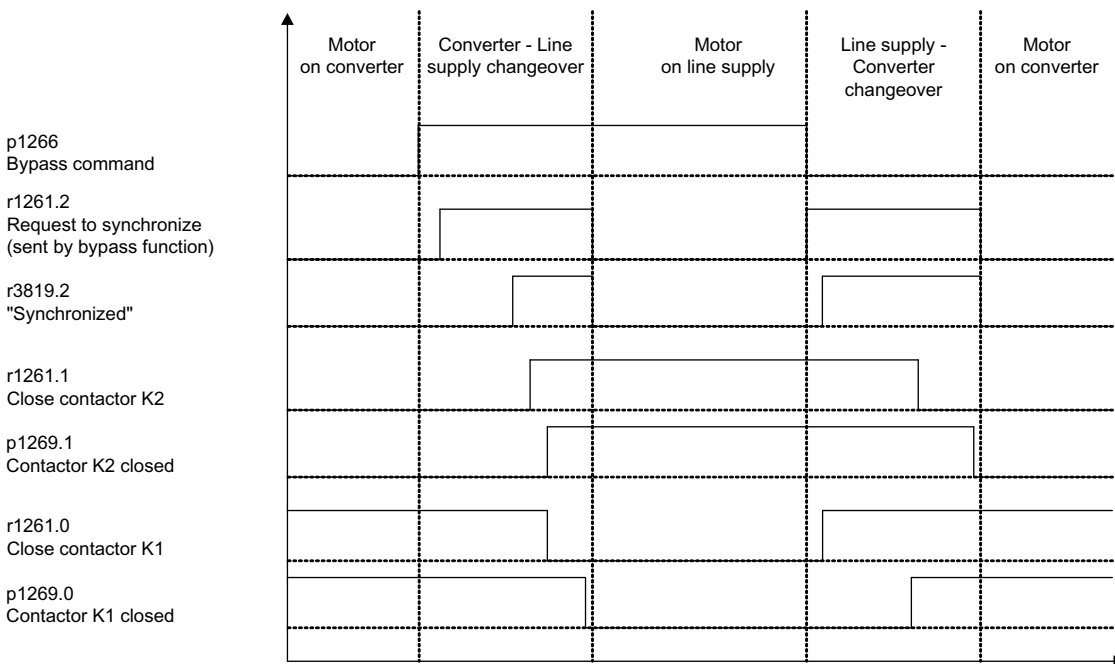 Motor
on converter
Converter - Line
supply changeover
Motor
on line supply
Line supply -
Converter
changeover
Motor
on converter
p1266
Bypass command
r1261.2
Request to synchronize
(sent by bypass function)
r3819.2
"Synchronized"
r1261.1
Close contactor K2
p1269.1
Contactor K2 closed
r1261.0
Close contactor K1
p1269.0
Contactor K1 closed